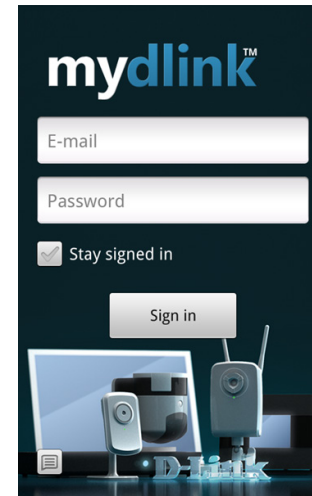 mydlink™
E-mail
Password
Stay signed in
Sign in
D-Link